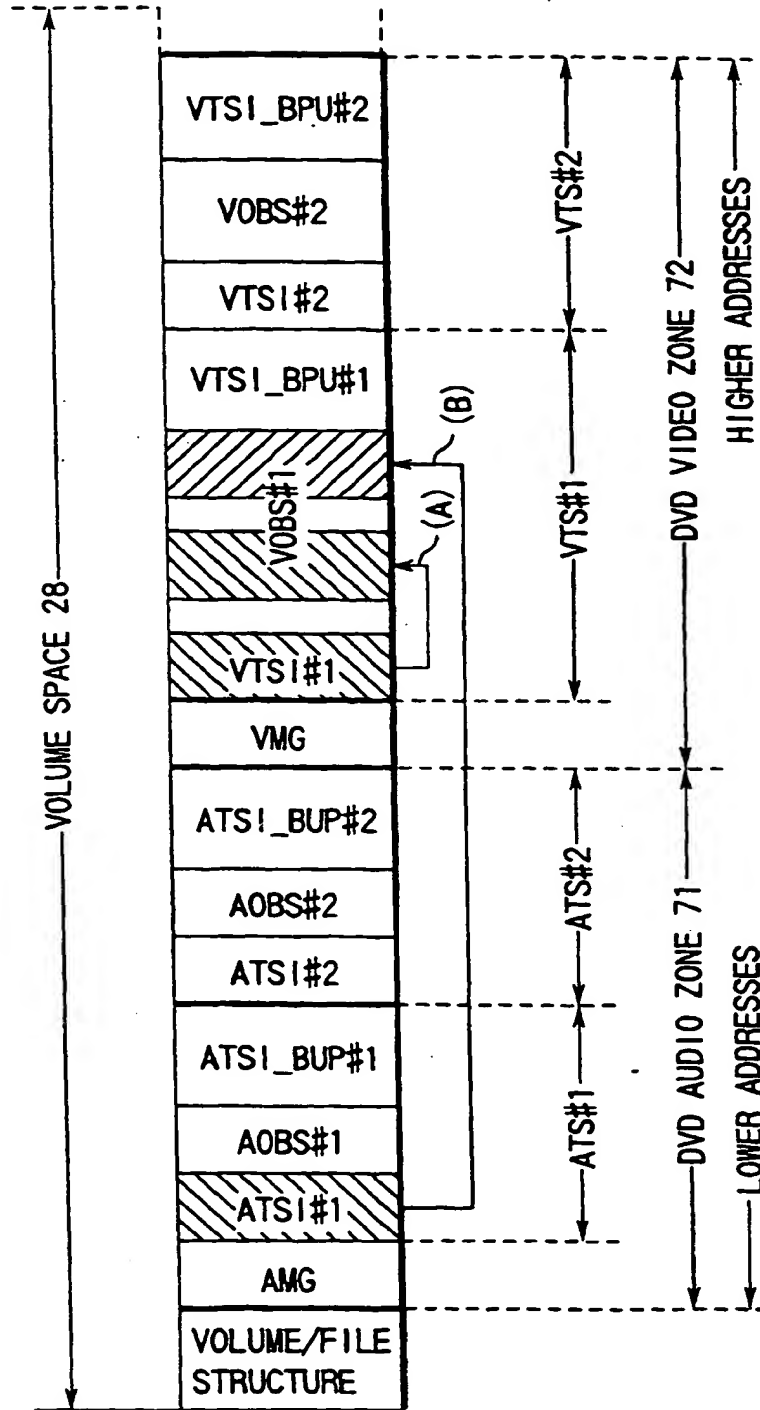 VTSI_BPU#2
VOBS#2
VTSI#2
VTSI_BPU#1
VOBS#1
VTSI#1
VMG
ATSI_BUP#2
AOBS#2
ATSI#2
ATSI_BUP#1
AOBS#1
ATSI#1
AMG
VOLUME/FILE
STRUCTURE
VOLUME SPACE 28
(A)
(B)
VTS#2
VTS#1
ATS#2
ATS#1
DVD VIDEO ZONE 72
DVD AUDIO ZONE 71
HIGHER ADDRESSES
LOWER ADDRESSES